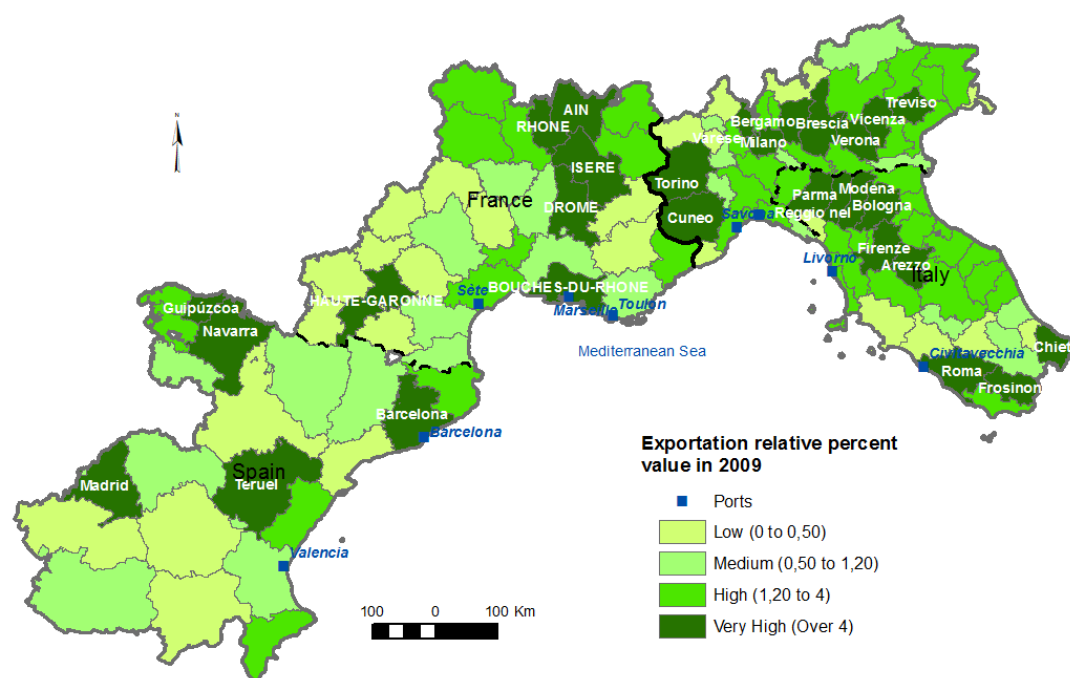 N
AIN
RHONE
ISERE
DROME
France
HAUTE-GARONNE
BOUCHES-DU-RHONE
Sète
Marseille
Toulon
Mediterranean Sea
Varese
Bergamo
Milano
Brescia
Vicenza
Treviso
Verona
Torino
Cuneo
Savona
Parma
Modena
Reggio nel
Bologna
Livorno
Firenze
Arezzo
Italy
Civitavecchia
Roma
Frosinon
Chiet
Guipúzcoa
Navarra
Barcelona
Barcelona
Spain
Teruel
Madrid
Valencia
100 0 100 Km
Exportation relative percent
value in 2009
Ports
Low (0 to 0,50)
Medium (0,50 to 1,20)
High (1,20 to 4)
Very High (Over 4)